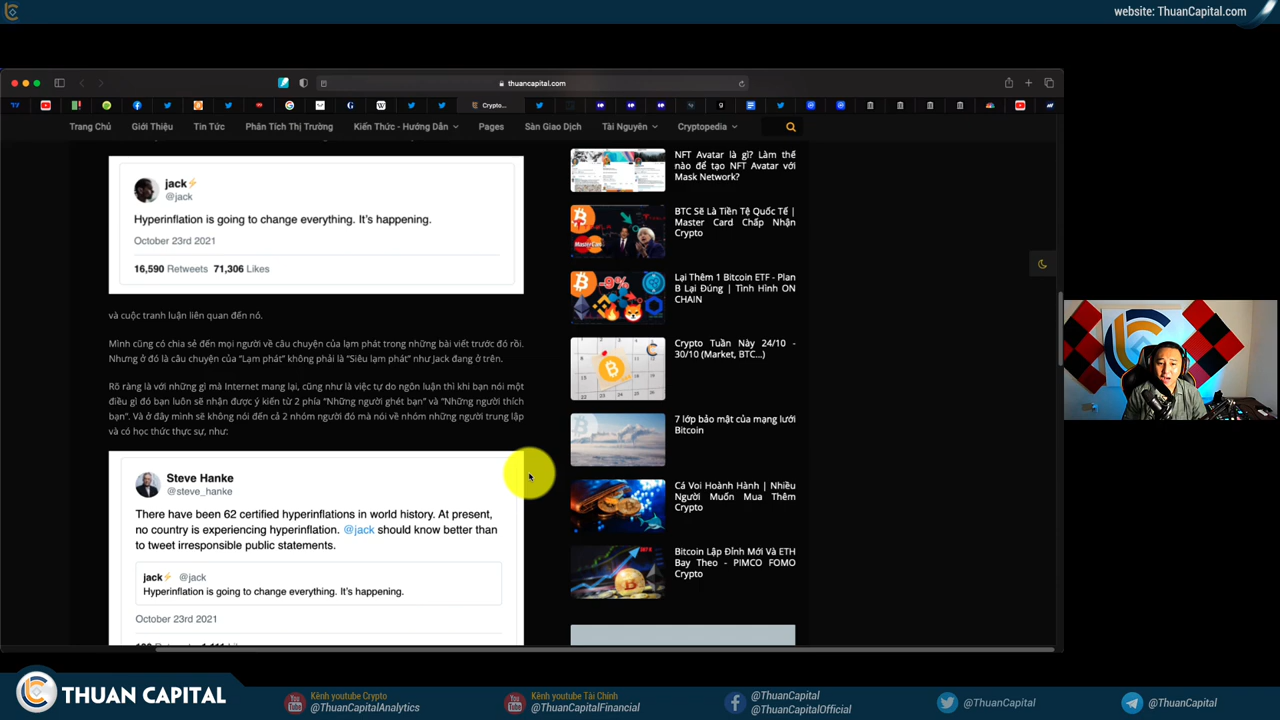 website: ThuanCapital.com
thuancapital.com
Crypto...
Trang Chủ
Giới Thiệu
Tin Tức
Phân Tích Thị Trường
Kiến Thức - Hướng Dẫn
Pages
Sàn Giao Dịch
Tài Nguyên
Cryptopedia
jack⚡
@jack
Hyperinflation is going to change everything. It's happening.
October 23rd 2021
16,590 Retweets 71,306 Likes
và cuộc tranh luận liên quan đến nó.
Mình cũng có chia sẻ đến mọi người về câu chuyện của lạm phát trong những bài viết trước đó rồi.
Nhưng ở đó là câu chuyện của "Lạm phát" không phải là "Siêu lạm phát" như Jack đang ở trên.
Rõ ràng là với những gì mà Internet mang lại, cũng như là việc tự do ngôn luận thì khi bạn nói một
điều gì đó bạn luôn sẽ nhận được ý kiến từ 2 phía "Những người ghét bạn" và "Những người thích
bạn". Và ở đây mình sẽ không nói đến cả 2 nhóm người đó mà nói về nhóm những người trung lập
và có học thức thực sự, như:
Steve Hanke
@steve_hanke
There have been 62 certified hyperinflations in world history. At present,
no country is experiencing hyperinflation. @jack should know better than
to tweet irresponsible public statements.
jack⚡ @jack
Hyperinflation is going to change everything. It's happening.
October 23rd 2021
NFT Avatar là gì? Làm thế
nào để tạo NFT Avatar với
Mask Network?
BTC Sẽ Là Tiền Tệ Quốc Tế |
Master Card Chấp Nhận
Crypto
Lại Thêm 1 Bitcoin ETF - Plan
B Lại Đúng | Tình Hình ON
CHAIN
-9%
Crypto Tuần Này 24/10 -
30/10 (Market, BTC...)
7 lớp bảo mật của mạng lưới
Bitcoin
Cá Voi Hoành Hành | Nhiều
Người Muốn Mua Thêm
Crypto
Bitcoin Lập Đỉnh Mới Và ETH
Bay Theo - PIMCO FOMO
Crypto
THUAN CAPITAL
Kênh youtube Crypto
@ThuanCapitalAnalytics
Kênh youtube Tài Chính
@ThuanCapitalFinancial
@ThuanCapital
@ThuanCapitalOfficial
@ThuanCapital
@ThuanCapital